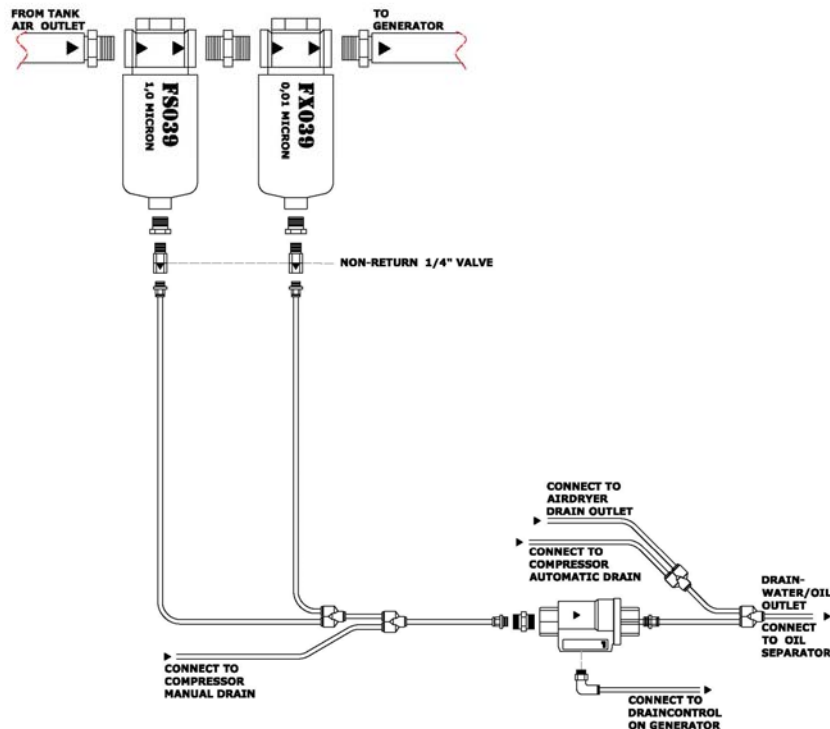 FROM TANK
AIR OUTLET
TO
GENERATOR
FS039
1,0 MICRON
FX039
0,01 MICRON
NON-RETURN 1/4" VALVE
CONNECT TO
AIRDRYER
DRAIN OUTLET
CONNECT TO
COMPRESSOR
AUTOMATIC DRAIN
DRAIN-
WATER/OIL
OUTLET
CONNECT
TO OIL
SEPARATOR
CONNECT TO
COMPRESSOR
MANUAL DRAIN
CONNECT TO
DRAINCONTROL
ON GENERATOR